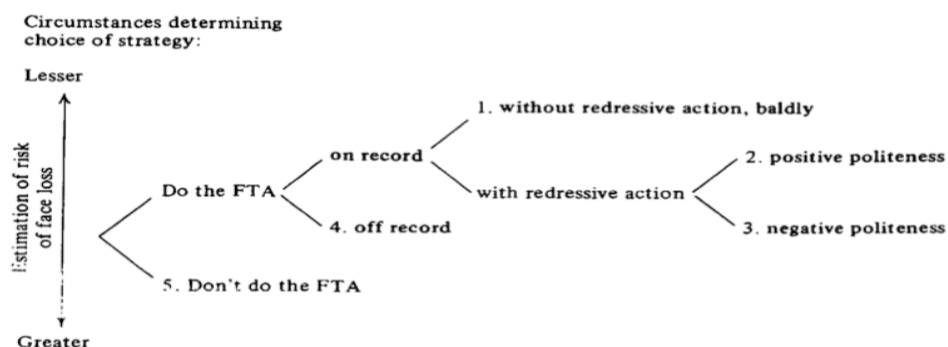 Circumstances determining
choice of strategy:
Lesser
Estimation of risk
of face loss
1. without redressive action, baldly
on record
2. positive politeness
Do the FTA
with redressive action
4. off record
3. negative politeness
5. Don't do the FTA
Greater